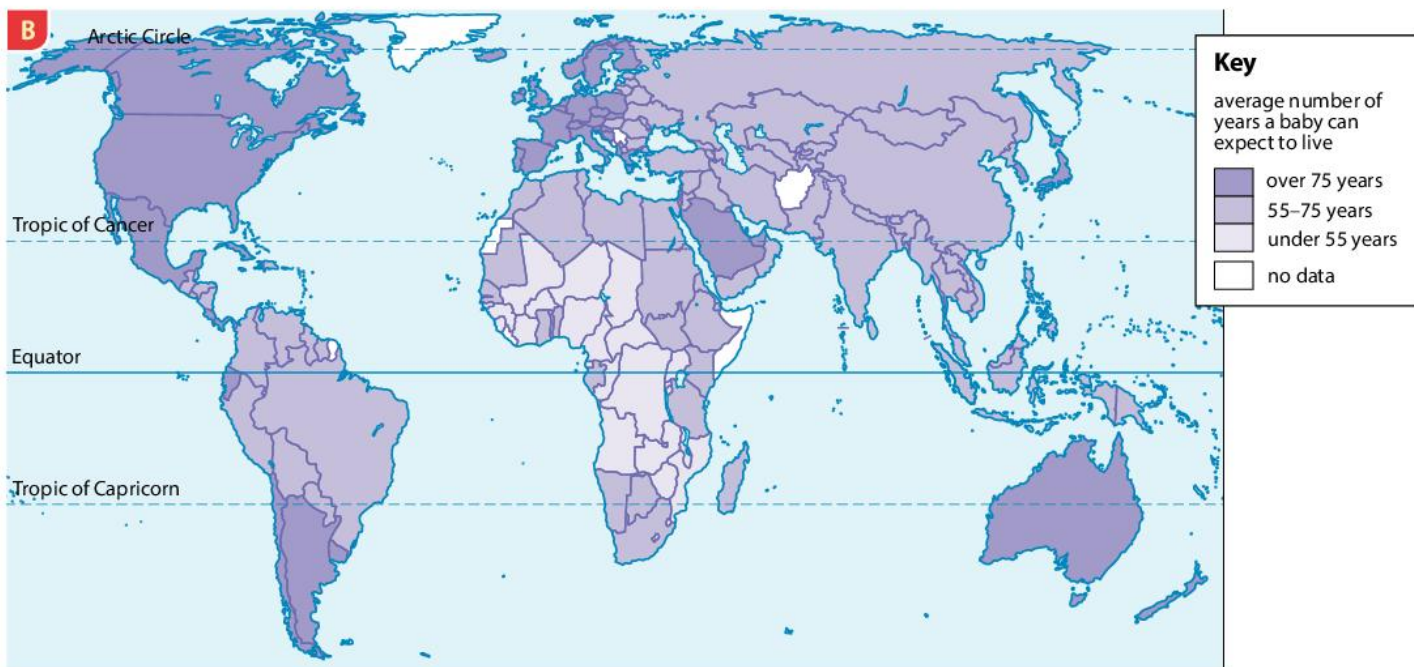 B
Arctic Circle
Tropic of Cancer
Equator
Tropic of Capricorn
Key
average number of
years a baby can
expect to live
over 75 years
55–75 years
under 55 years
no data